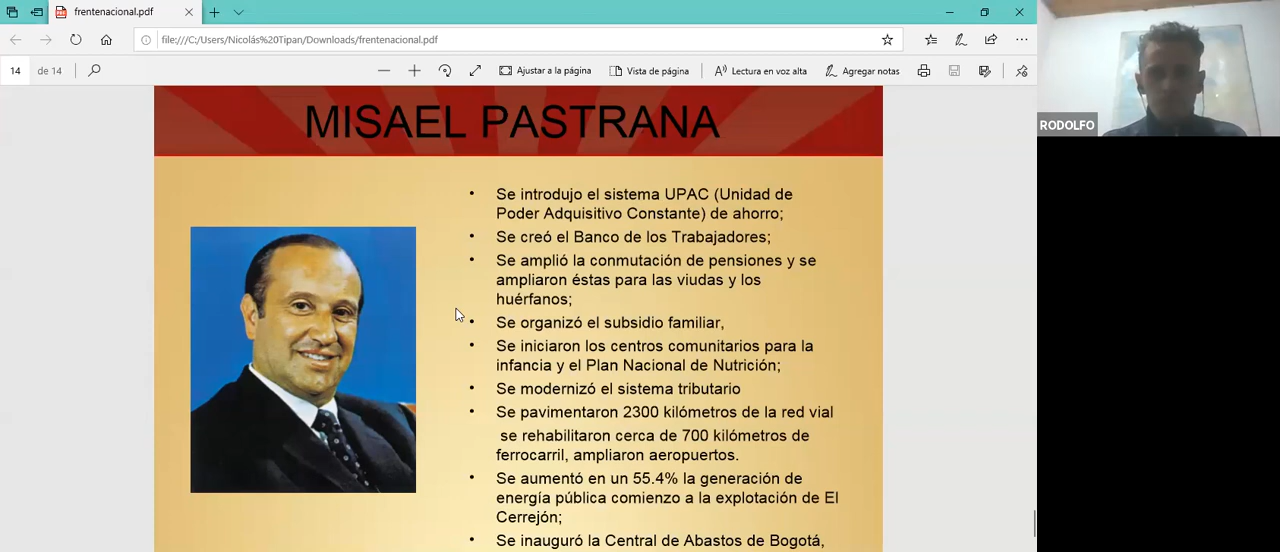 frentenacional.pdf
file:///C:/Users/Nicolás%20Tipan/Downloads/frentenacional.pdf
14 de 14
Ajustar a la página
Vista de página
Lectura en voz alta
Agregar notas
RODOLFO
MISAEL PASTRANA
• Se introdujo el sistema UPAC (Unidad de
Poder Adquisitivo Constante) de ahorro;
• Se creó el Banco de los Trabajadores;
• Se amplió la conmutación de pensiones y se
ampliaron éstas para las viudas y los
huérfanos;
• Se organizó el subsidio familiar,
• Se iniciaron los centros comunitarios para la
infancia y el Plan Nacional de Nutrición;
• Se modernizó el sistema tributario
• Se pavimentaron 2300 kilómetros de la red vial
se rehabilitaron cerca de 700 kilómetros de
ferrocarril, ampliaron aeropuertos.
• Se aumentó en un 55.4% la generación de
energía pública comienzo a la explotación de El
Cerrejón;
• Se inauguró la Central de Abastos de Bogotá,